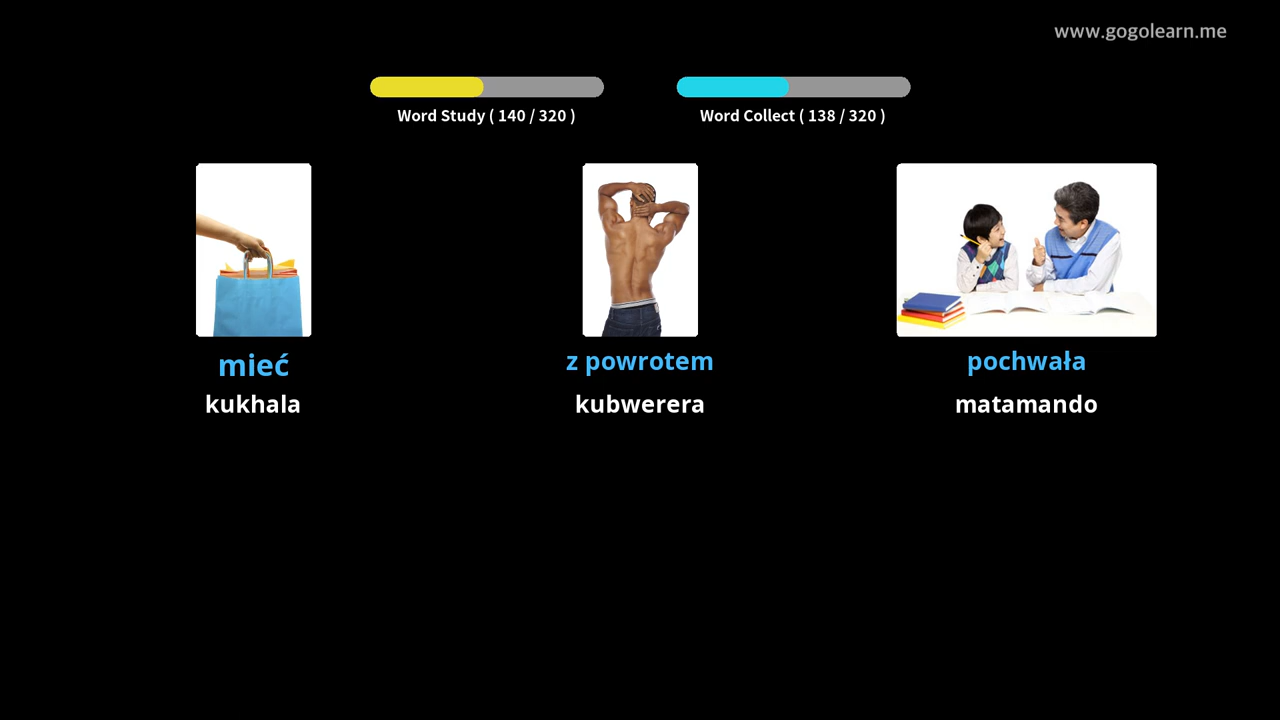 www.gogolearn.me
Word Study ( 140 / 320 )
Word Collect ( 138 / 320 )
mieć
z powrotem
pochwała
kukhala
kubwerera
matamando